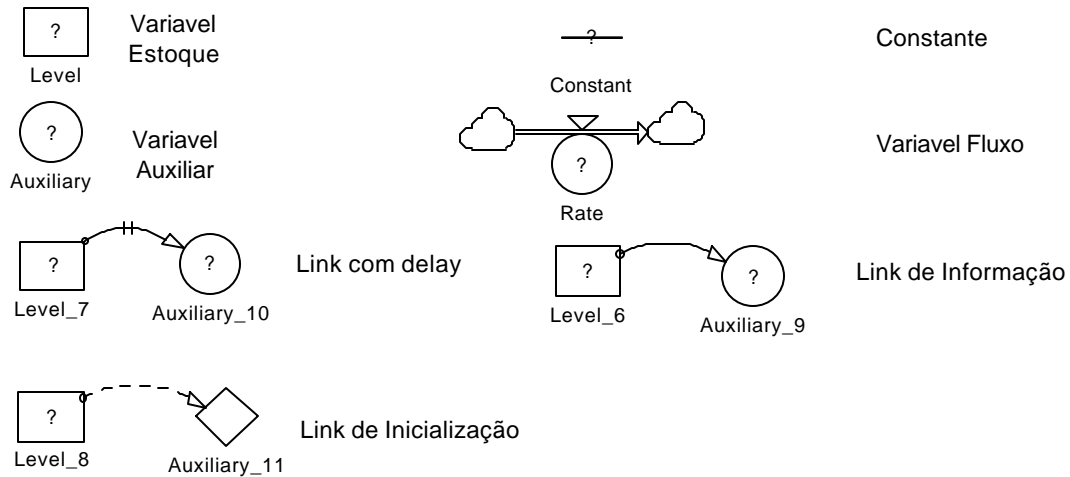 ?
Level
Variavel
Estoque
?
Constant
Constante
?
Auxiliary
Variavel
Auxiliar
?
Rate
Variavel Fluxo
?
Level_7
?
Auxiliary_10
Link com delay
?
Level_6
?
Auxiliary_9
Link de Informação
?
Level_8
Auxiliary_11
Link de Inicialização